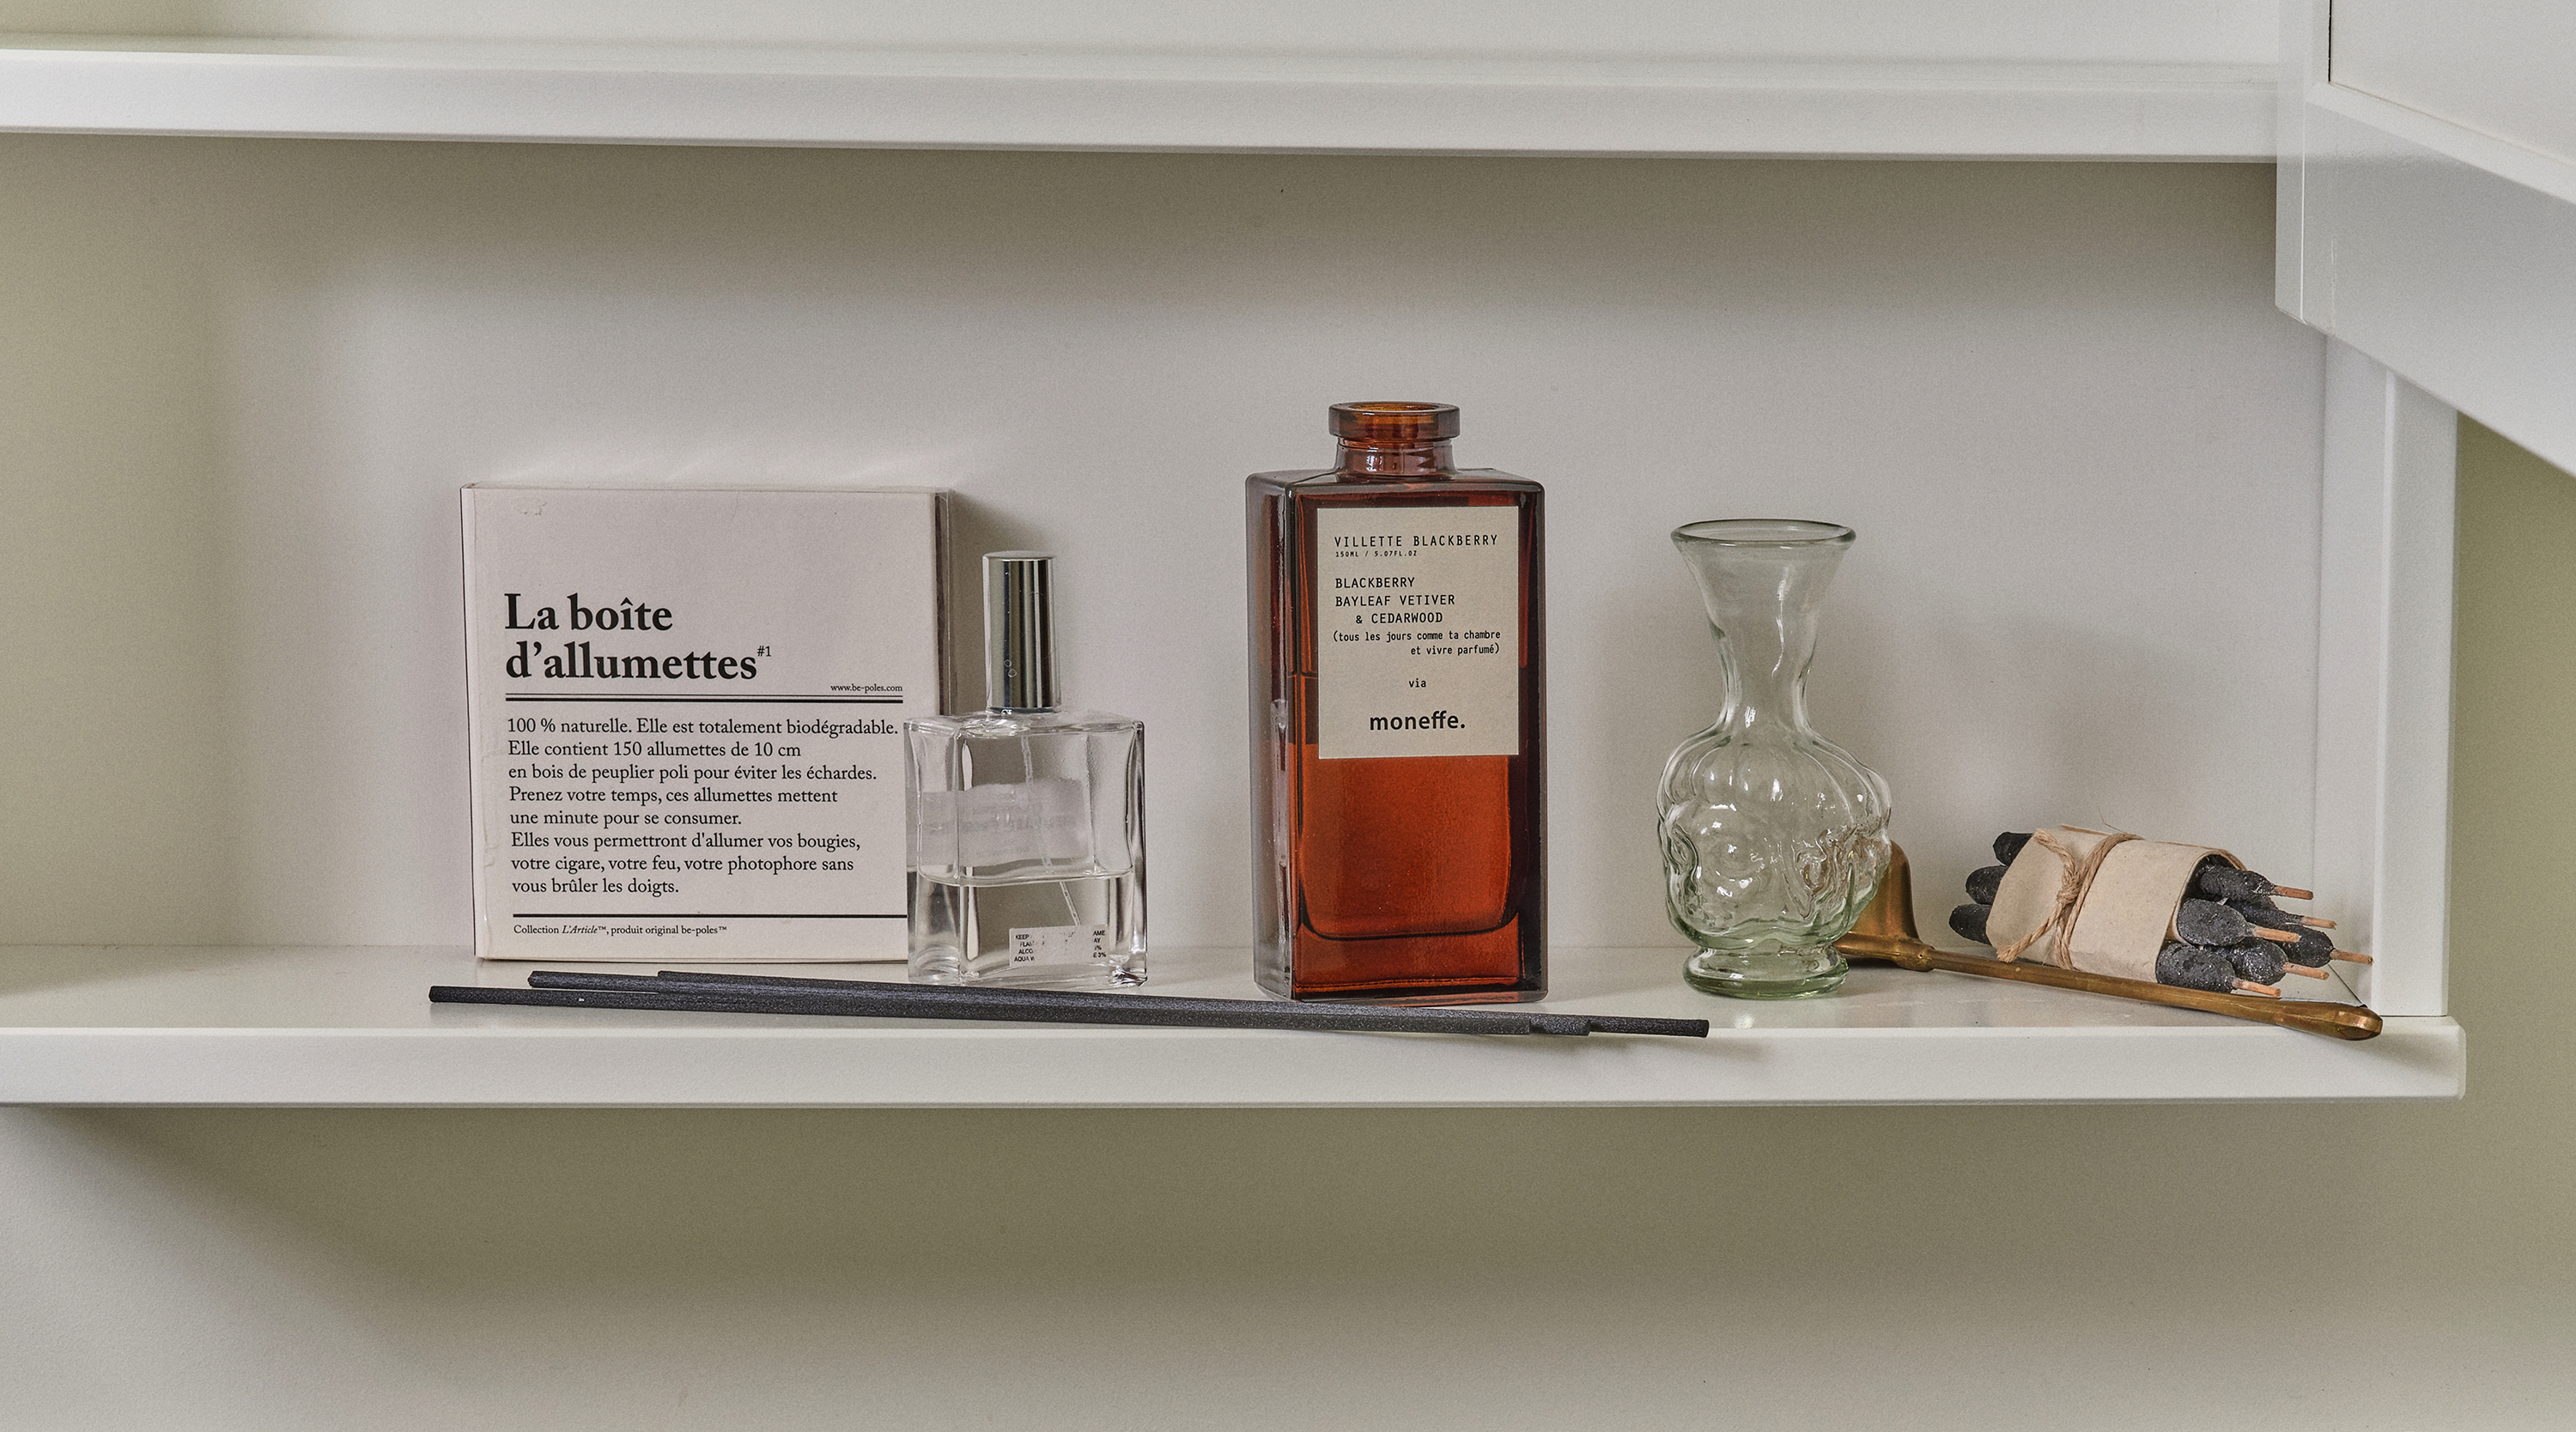 La boîte
d'allumettes#1
www.be-poles.com
100 % naturelle. Elle est totalement biodégradable.
Elle contient 150 allumettes de 10 cm
en bois de peuplier poli pour éviter les échardes.
Prenez votre temps, ces allumettes mettent
une minute pour se consumer.
Elles vous permettront d'allumer vos bougies,
votre cigare, votre feu, votre photophore sans
vous brûler les doigts.
Collection L'Article™, produit original be-poles™
KEEP
AQUA
3%
VILLETTE BLACKBERRY
150ML / 5.07FL.OZ
BLACKBERRY
BAYLEAF VETIVER
& CEDARWOOD
(tous les jours comme ta chambre
et vivre parfumé)
via
moneffe.